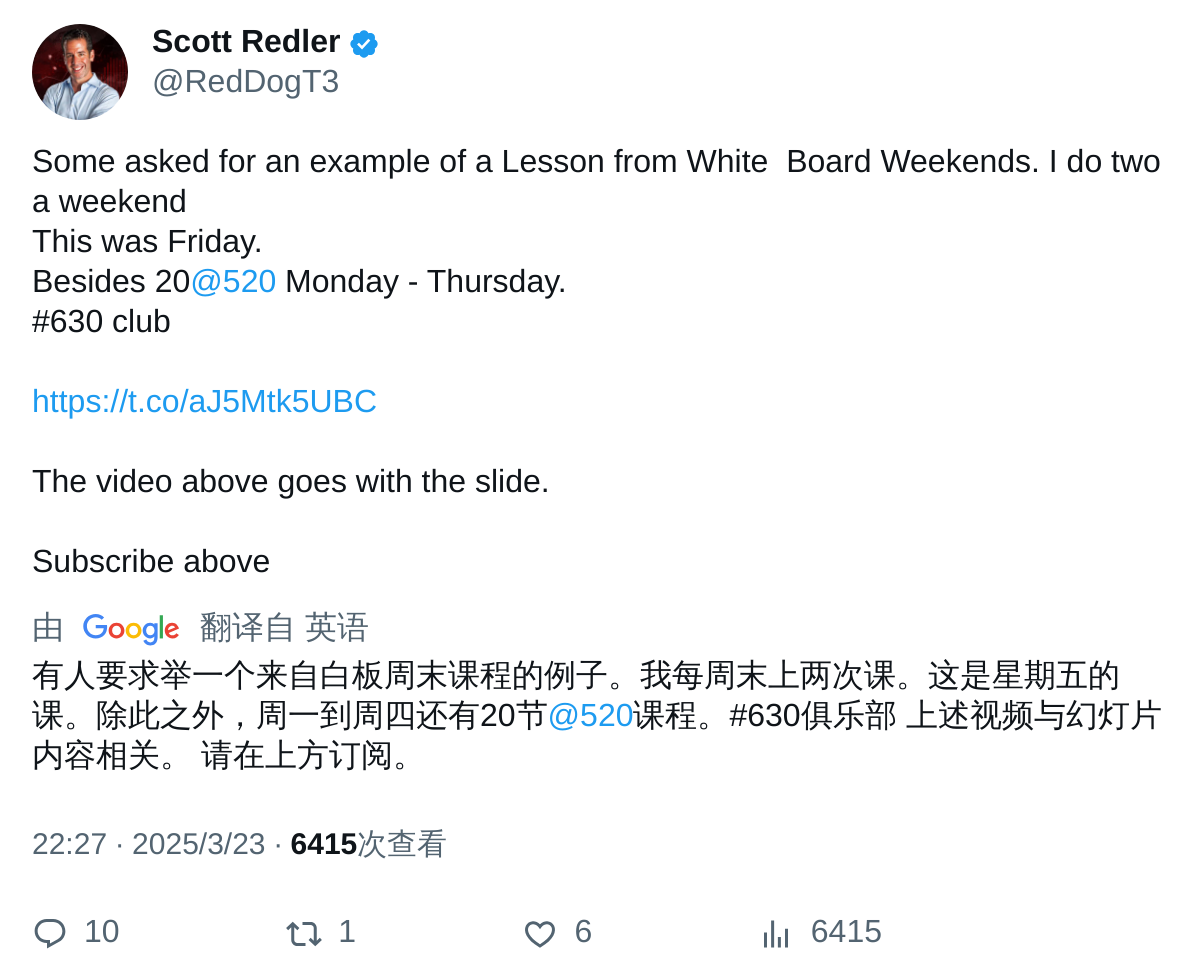 Scott Redler
@RedDogT3
Some asked for an example of a Lesson from White  Board Weekends. I do two
a weekend
This was Friday.
Besides 20@520 Monday - Thursday.
#630 club
https://t.co/aJ5Mtk5UBC
The video above goes with the slide.
Subscribe above
由 Google 翻译自 英语
有人要求举一个来自白板周末课程的例子。我每周末上两次课。这是星期五的
课。除此之外，周一到周四还有20节@520课程。#630俱乐部 上述视频与幻灯片
内容相关。 请在上方订阅。
22:27 · 2025/3/23 · 6415次查看
10 1 6 6415